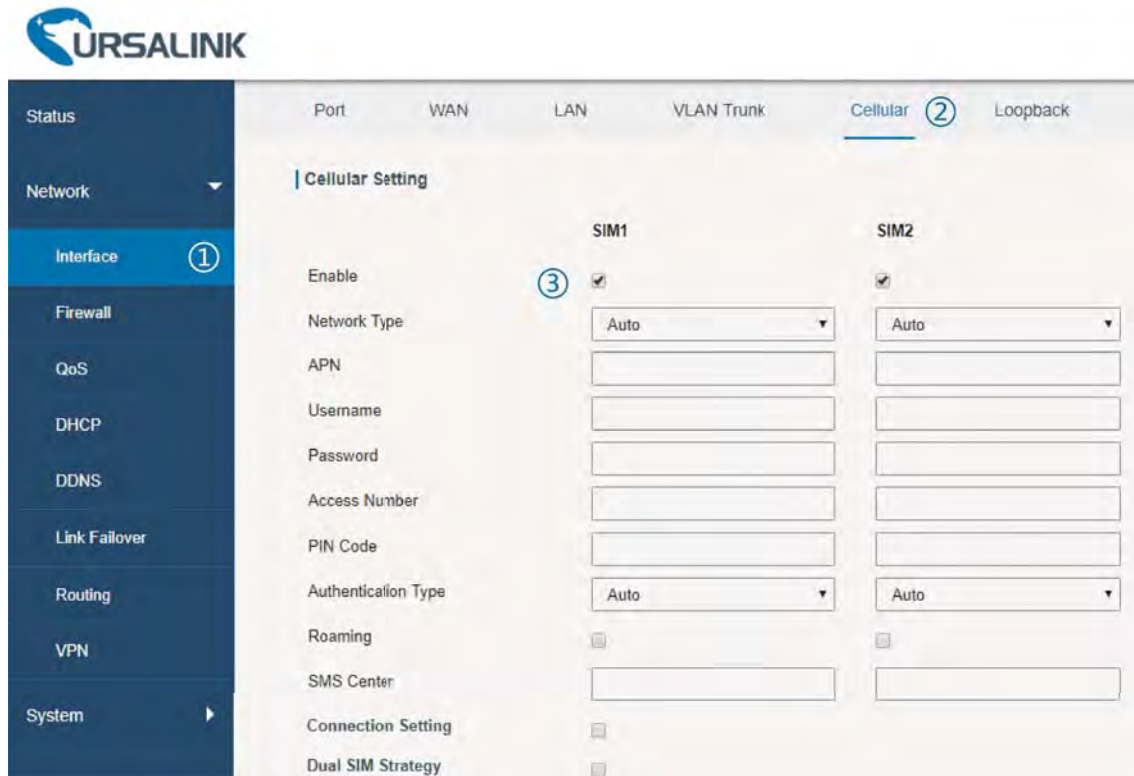 URSALINK
Status
Port WAN LAN VLAN Trunk Cellular ② Loopback
Network
Cellular Setting
SIM1 SIM2
Interface ①
Enable ③
Firewall
Network Type Auto Auto
QoS
APN
DHCP
Username
Password
DDNS
Access Number
Link Failover
PIN Code
Routing
Authentication Type Auto Auto
VPN
Roaming
SMS Center
System
Connection Setting
Dual SIM Strategy